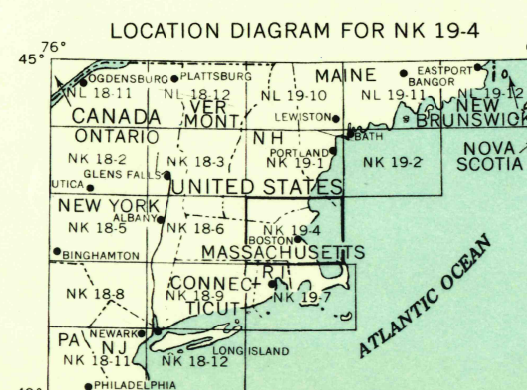 LOCATION DIAGRAM FOR NK 19-4
76°
45°
OGDENSBURG
PLATTSBURG
MAINE
EASTPORT
BANGOR
NL 18-11
NL 18-12
NL 19-10
NL 19-11
NL 19-12
CANADA
VER
MONT
LEWISTON
NEW
BRUNSWICK
ONTARIO
N H
BATH
PORTLAND
NOVA
SCOTIA
NK 18-2
NK 18-3
NK 19-1
NK 19-2
GLENS FALLS
UTICA
UNITED STATES
NEW YORK
ALBANY
NK 18-5
NK 18-6
NK 19-4
BOSTON
MASSACHUSETTS
BINGHAMTON
R I
CONNEC
TICUT
NK 18-8
NK 18-9
NK 19-7
ATLANTIC OCEAN
PA
NEWARK
N J
LONG ISLAND
NK 18-11
NK 18-12
PHILADELPHIA